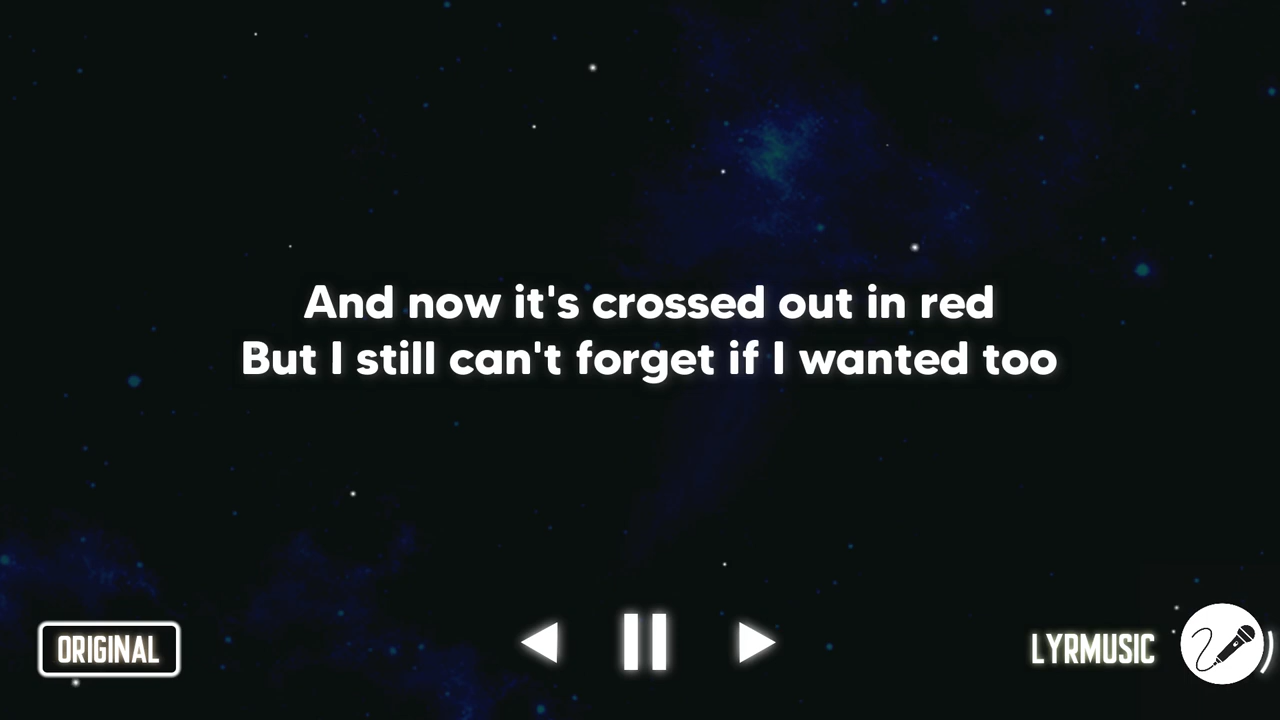 And now it's crossed out in red
But I still can't forget if I wanted too
ORIGINAL
LYRMUSIC